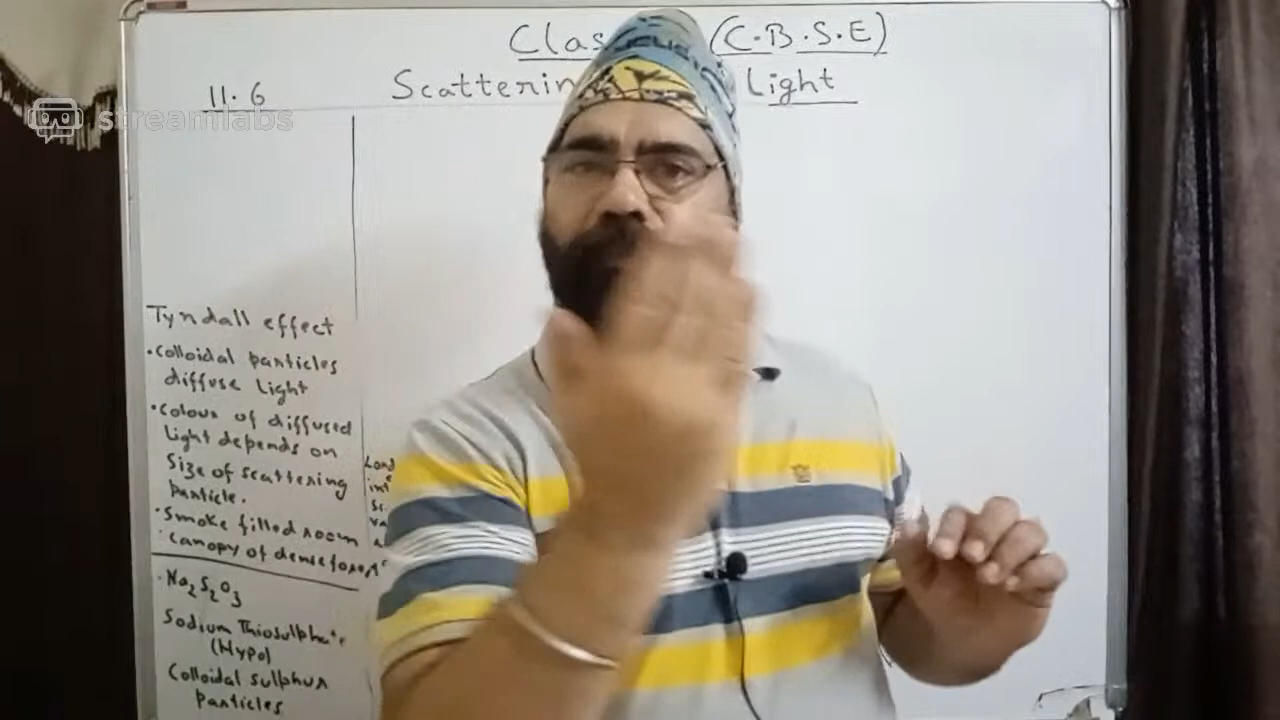 Clas (C.B.S.E)
11.6 Scatterin Light
streamlabs
Tyndall effect
• Colloidal particles
diffuse Light
• Colour of diffused
Light depends on
Size of scattering
Particle.
• Smoke filled room
• Canopy of dense forest
• Na2S2O3
Sodium Thiosulphate
(Hypo)
Colloidal sulphur
Particles